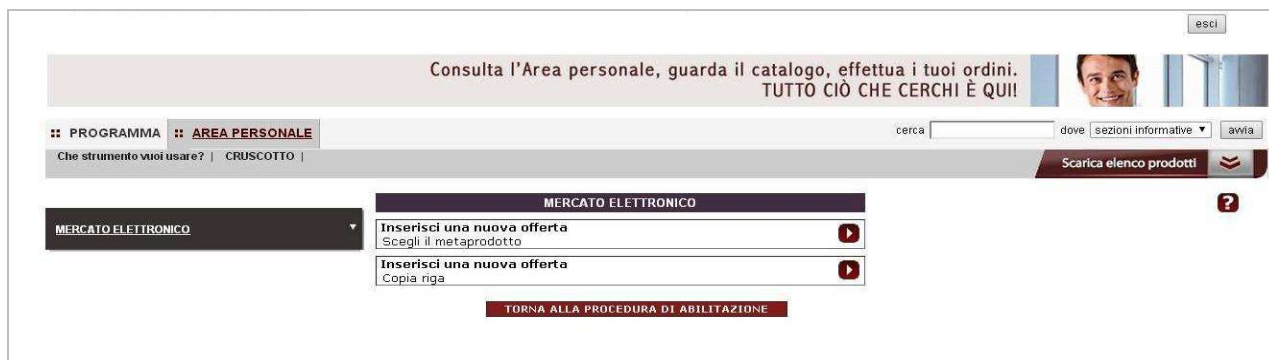 esci
Consulta l'Area personale, guarda il catalogo, effettua i tuoi ordini.
TUTTO CIÒ CHE CERCHI È QUI!
:: PROGRAMMA :: AREA PERSONALE
cerca dove sezioni informative avvia
Che strumento vuoi usare? | CRUSCOTTO |
Scarica elenco prodotti
MERCATO ELETTRONICO
?
MERCATO ELETTRONICO
Inserisci una nuova offerta
Scegli il metaprodotto
Inserisci una nuova offerta
Copia riga
TORNA ALLA PROCEDURA DI ABILITAZIONE